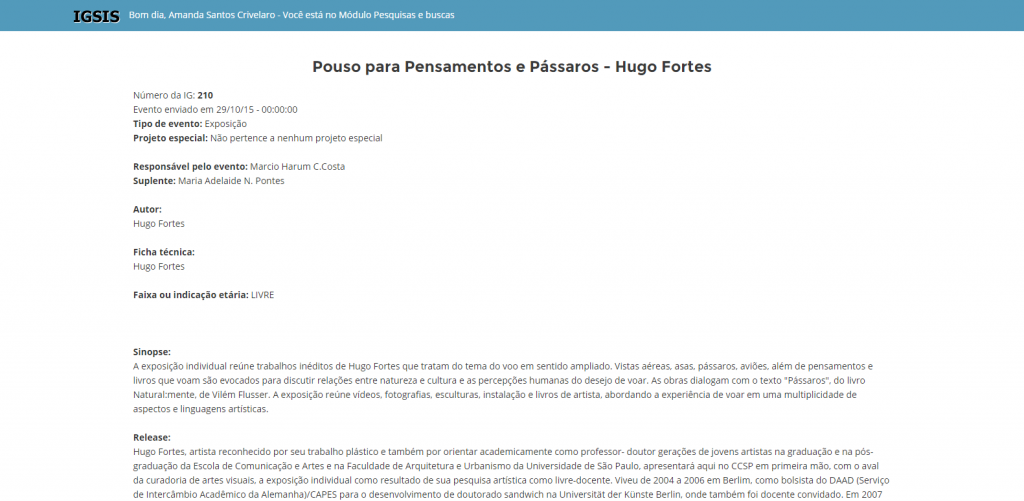 IGSIS Bom dia, Amanda Santos Crivelaro - Você está no Módulo Pesquisas e buscas
Pouso para Pensamentos e Pássaros - Hugo Fortes
Número da IG: 210
Evento enviado em 29/10/15 - 00:00:00
Tipo de evento: Exposição
Projeto especial: Não pertence a nenhum projeto especial
Responsável pelo evento: Marcio Harum C.Costa
Suplente: Maria Adelaide N. Pontes
Autor:
Hugo Fortes
Ficha técnica:
Hugo Fortes
Faixa ou indicação etária: LIVRE
Sinopse:
A exposição individual reúne trabalhos inéditos de Hugo Fortes que tratam do tema do voo em sentido ampliado. Vistas aéreas, asas, pássaros, aviões, além de pensamentos e
livros que voam são evocados para discutir relações entre natureza e cultura e as percepções humanas do desejo de voar. As obras dialogam com o texto "Pássaros", do livro
Natural:mente, de Vilém Flusser. A exposição reúne vídeos, fotografias, esculturas, instalação e livros de artista, abordando a experiência de voar em uma multiplicidade de
aspectos e linguagens artísticas.
Release:
Hugo Fortes, artista reconhecido por seu trabalho plástico e também por orientar academicamente como professor- doutor gerações de jovens artistas na graduação e na pós-
graduação da Escola de Comunicação e Artes e na Faculdade de Arquitetura e Urbanismo da Universidade de São Paulo, apresentará aqui no CCSP em primeira mão, com o aval
da curadoria de artes visuais, a exposição individual como resultado de sua pesquisa artística como livre-docente. Viveu de 2004 a 2006 em Berlim, como bolsista do DAAD (Serviço
de Intercâmbio Acadêmico da Alemanha)/CAPES para o desenvolvimento de doutorado sandwich na Universität der Künste Berlin, onde também foi docente convidado. Em 2007